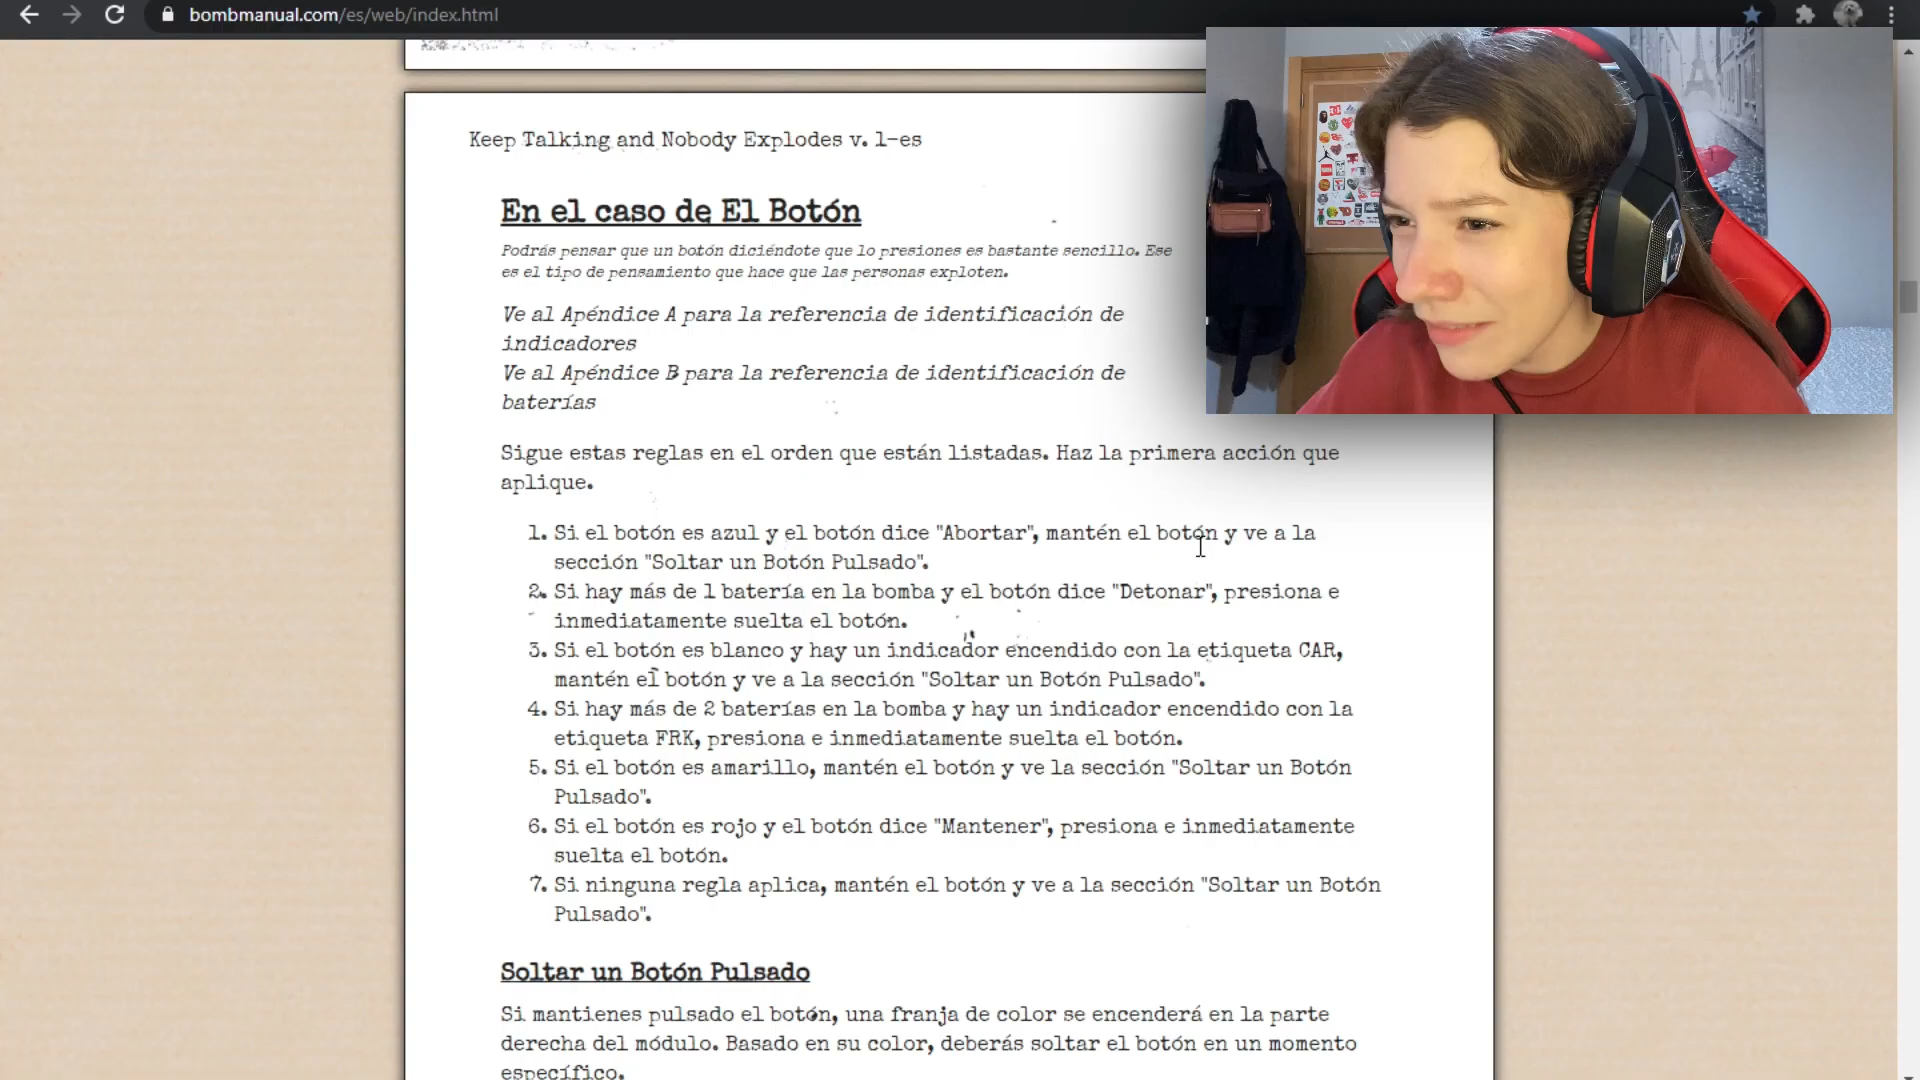 bombmanual.com/es/web/index.html
Keep Talking and Nobody Explodes v. 1-es
En el caso de El Botón
Podrás pensar que un botón diciéndote que lo presiones es bastante sencillo. Ese
es el tipo de pensamiento que hace que las personas exploten.
Ve al Apéndice A para la referencia de identificación de
indicadores
Ve al Apéndice B para la referencia de identificación de
baterías
Sigue estas reglas en el orden que están listadas. Haz la primera acción que
aplique.
1. Si el botón es azul y el botón dice "Abortar", mantén el botón y ve a la
sección "Soltar un Botón Pulsado".
2. Si hay más de 1 batería en la bomba y el botón dice "Detonar", presiona e
inmediatamente suelta el botón.
3. Si el botón es blanco y hay un indicador encendido con la etiqueta CAR,
mantén el botón y ve a la sección "Soltar un Botón Pulsado".
4. Si hay más de 2 baterías en la bomba y hay un indicador encendido con la
etiqueta FRK, presiona e inmediatamente suelta el botón.
5. Si el botón es amarillo, mantén el botón y ve la sección "Soltar un Botón
Pulsado".
6. Si el botón es rojo y el botón dice "Mantener", presiona e inmediatamente
suelta el botón.
7. Si ninguna regla aplica, mantén el botón y ve a la sección "Soltar un Botón
Pulsado".
Soltar un Botón Pulsado
Si mantienes pulsado el botón, una franja de color se encenderá en la parte
derecha del módulo. Basado en su color, deberás soltar el botón en un momento
específico.